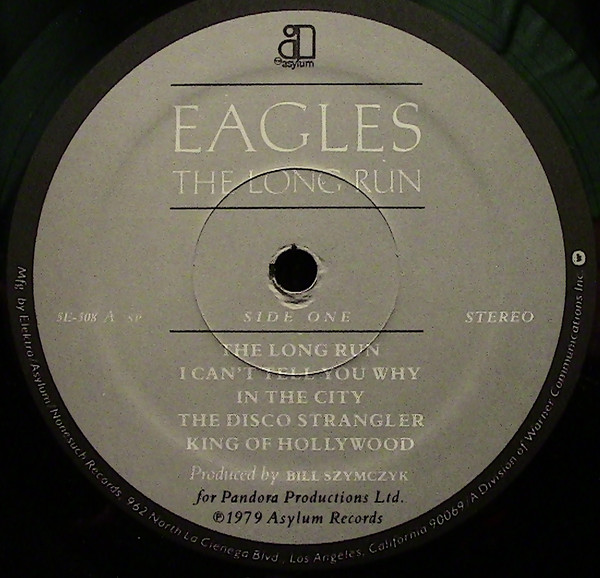 asylum
EAGLES
THE LONG RUN
5E-508 A SP
SIDE ONE
STEREO
THE LONG RUN
I CAN'T TELL YOU WHY
IN THE CITY
THE DISCO STRANGLER
KING OF HOLLYWOOD
Produced by BILL SZYMCZYK
for Pandora Productions Ltd.
℗1979 Asylum Records
Mfg. by Elektra/Asylum/Nonesuch Records, 962 North La Cienega Blvd., Los Angeles, California 90069. A Division of Warner Communications Inc.